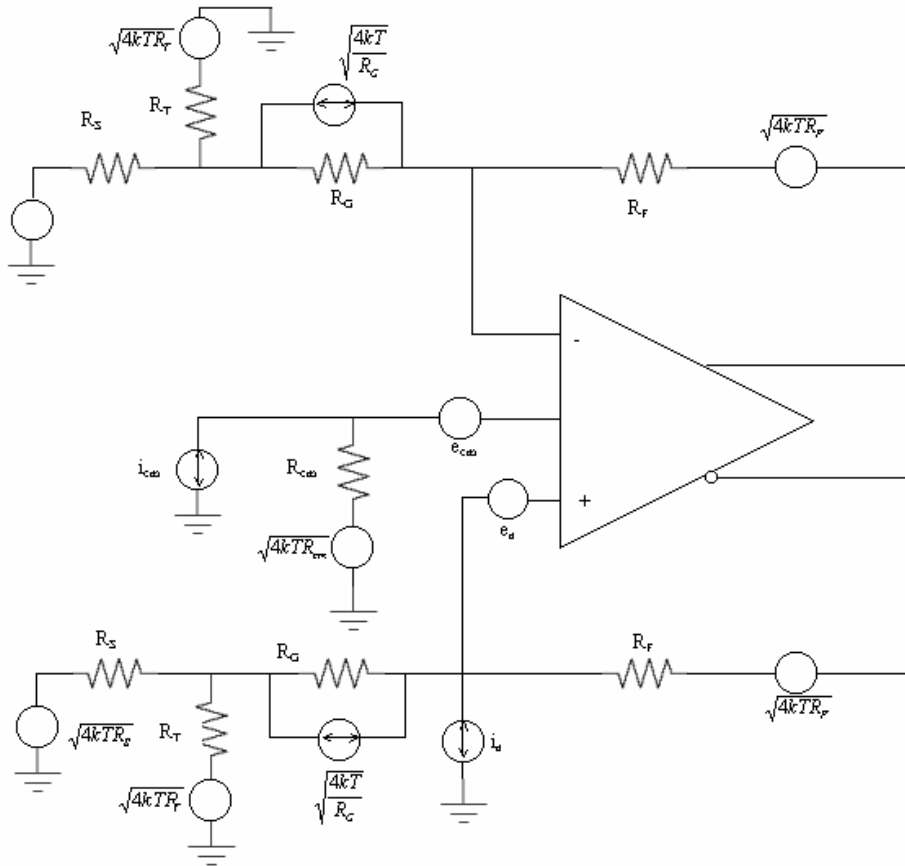 √4kTR_T
√4kT/R_G
R_T
R_S
R_G
√4kTR_F
R_F
-
e_cm
i_cm
R_cm
+
e_d
√4kTR_cm
R_S
R_G
R_F
√4kTR_S
R_T
i_d
√4kTR_F
√4kTR_T
√4kT/R_G